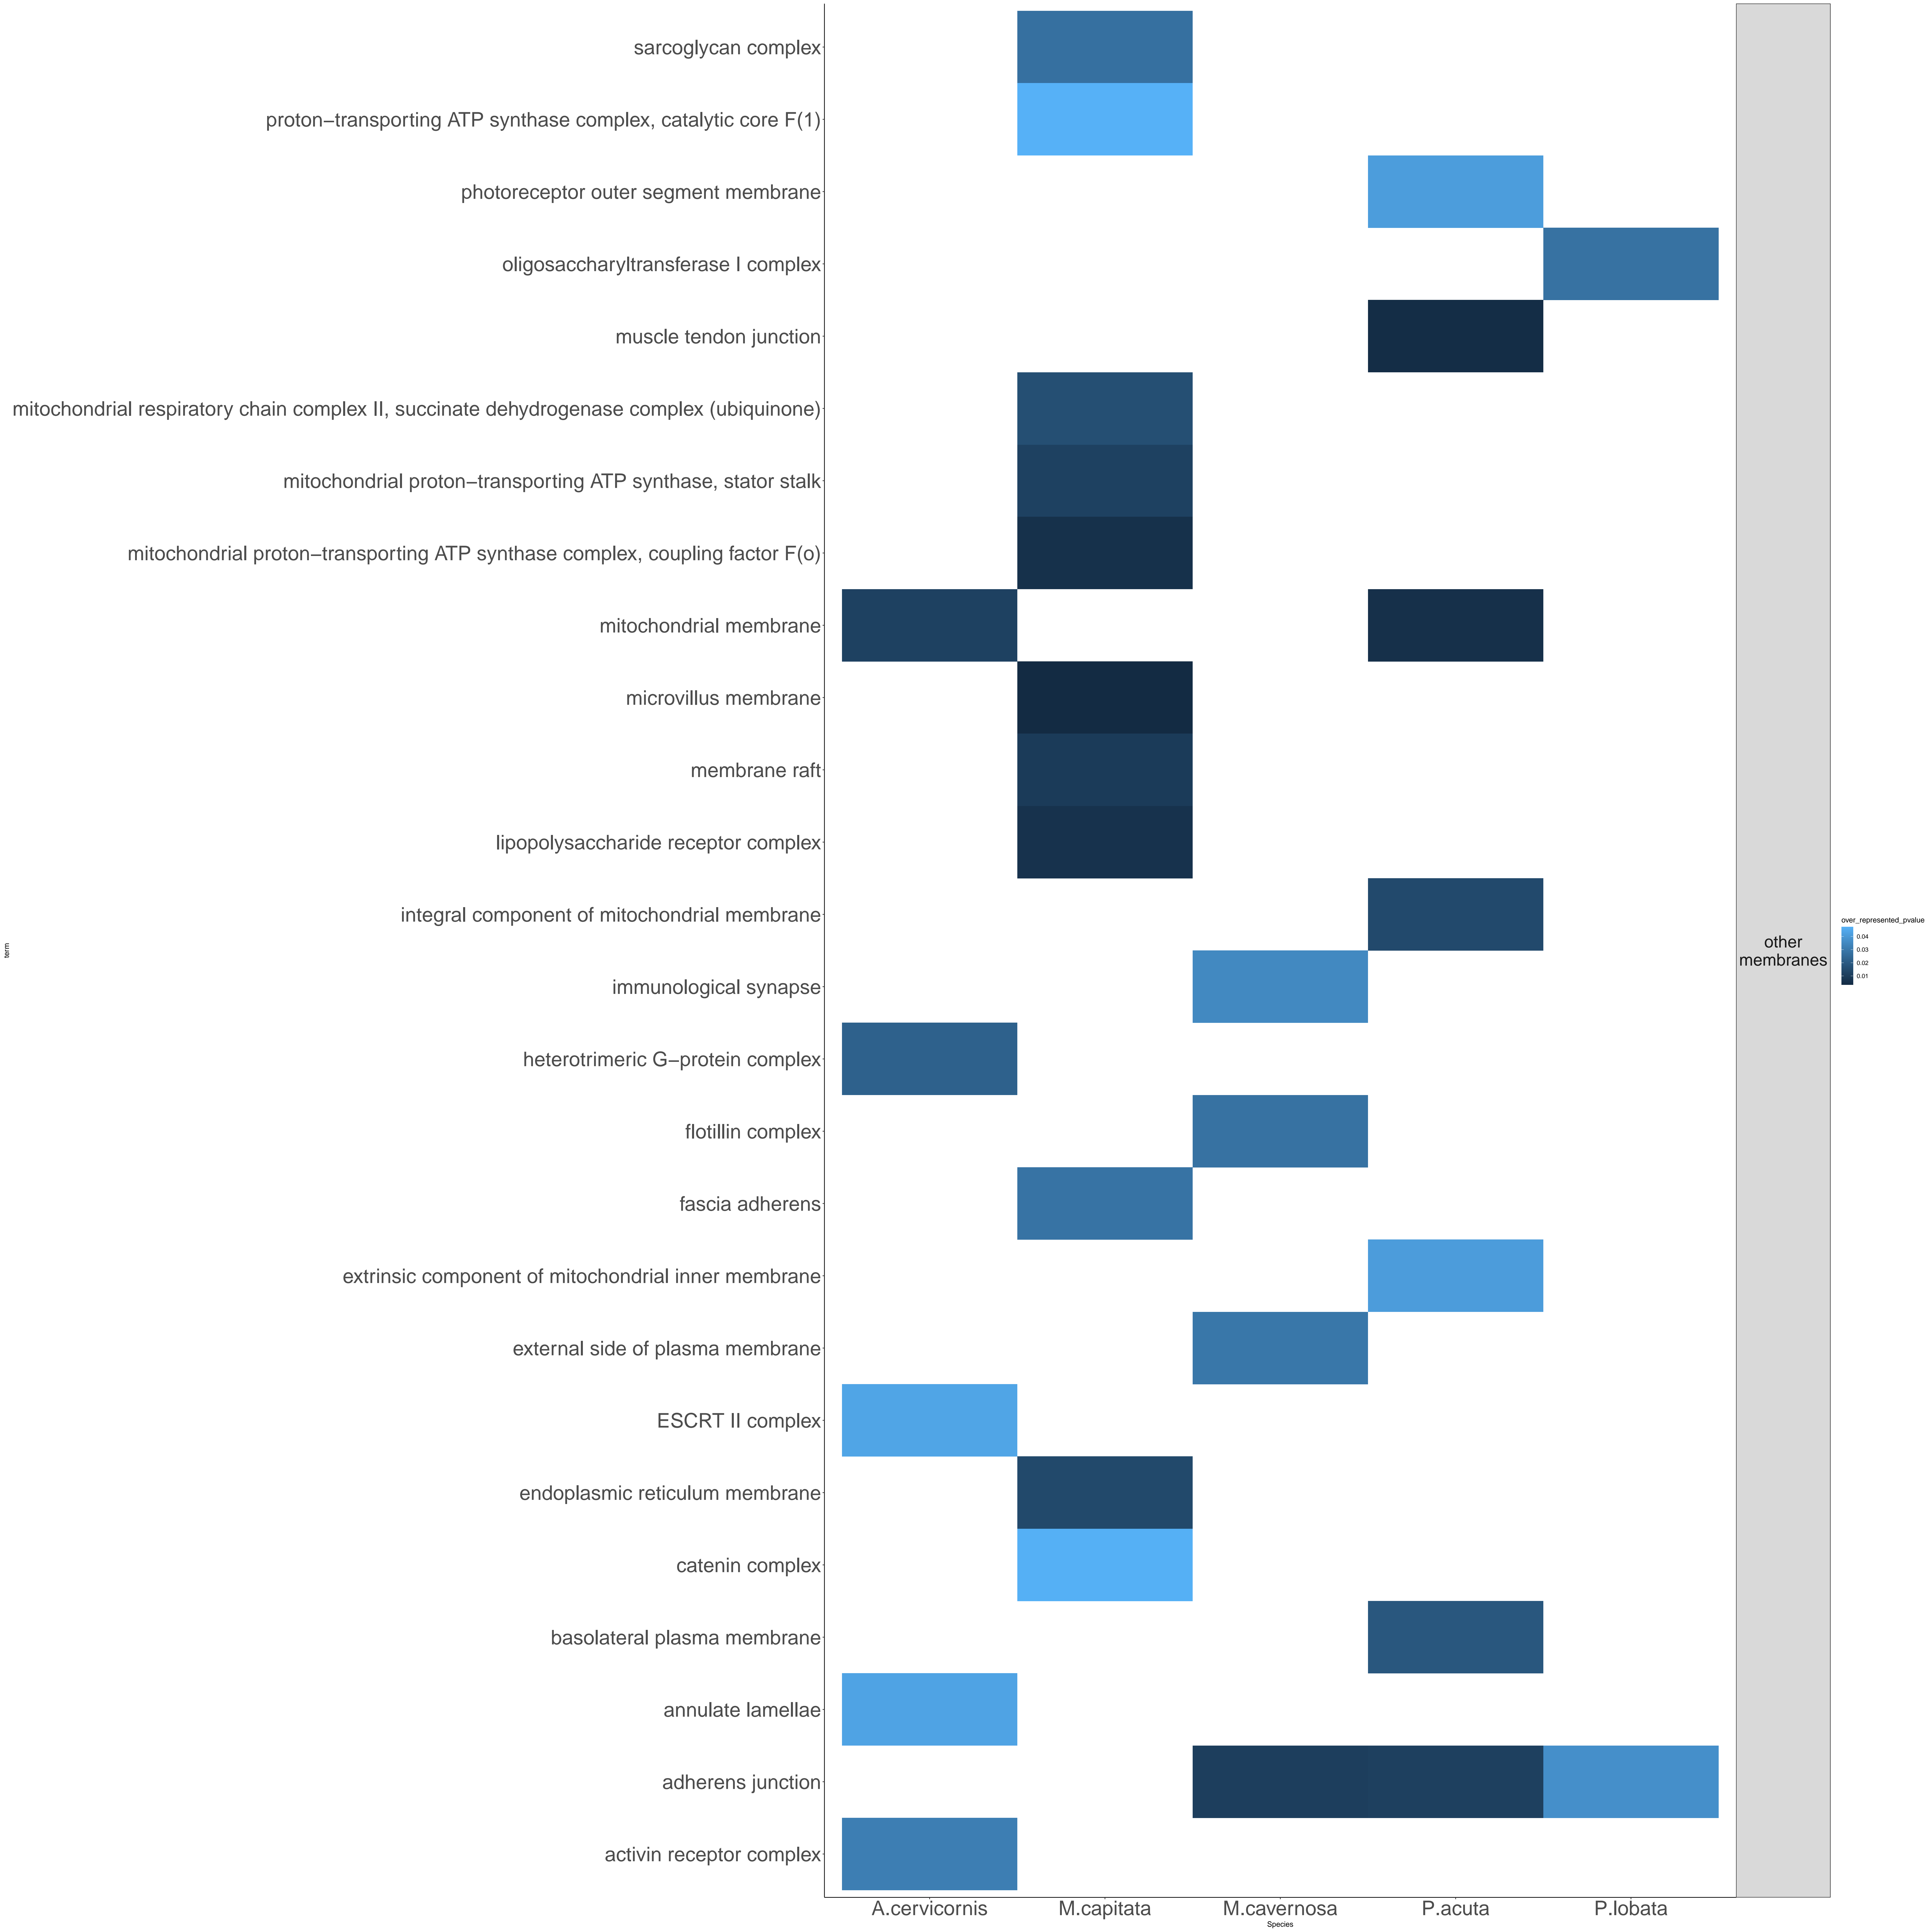 sarcoglycan complex
proton−transporting ATP synthase complex, catalytic core F(1)
photoreceptor outer segment membrane
oligosaccharyltransferase I complex
muscle tendon junction
mitochondrial respiratory chain complex II, succinate dehydrogenase complex (ubiquinone)
mitochondrial proton−transporting ATP synthase, stator stalk
mitochondrial proton−transporting ATP synthase complex, coupling factor F(o)
mitochondrial membrane
microvillus membrane
membrane raft
lipopolysaccharide receptor complex
integral component of mitochondrial membrane
immunological synapse
heterotrimeric G−protein complex
flotillin complex
fascia adherens
extrinsic component of mitochondrial inner membrane
external side of plasma membrane
ESCRT II complex
endoplasmic reticulum membrane
catenin complex
basolateral plasma membrane
annulate lamellae
adherens junction
activin receptor complex
term
A.cervicornis M.capitata M.cavernosa P.acuta P.lobata
Species
other
membranes
over_represented_pvalue
0.04
0.03
0.02
0.01